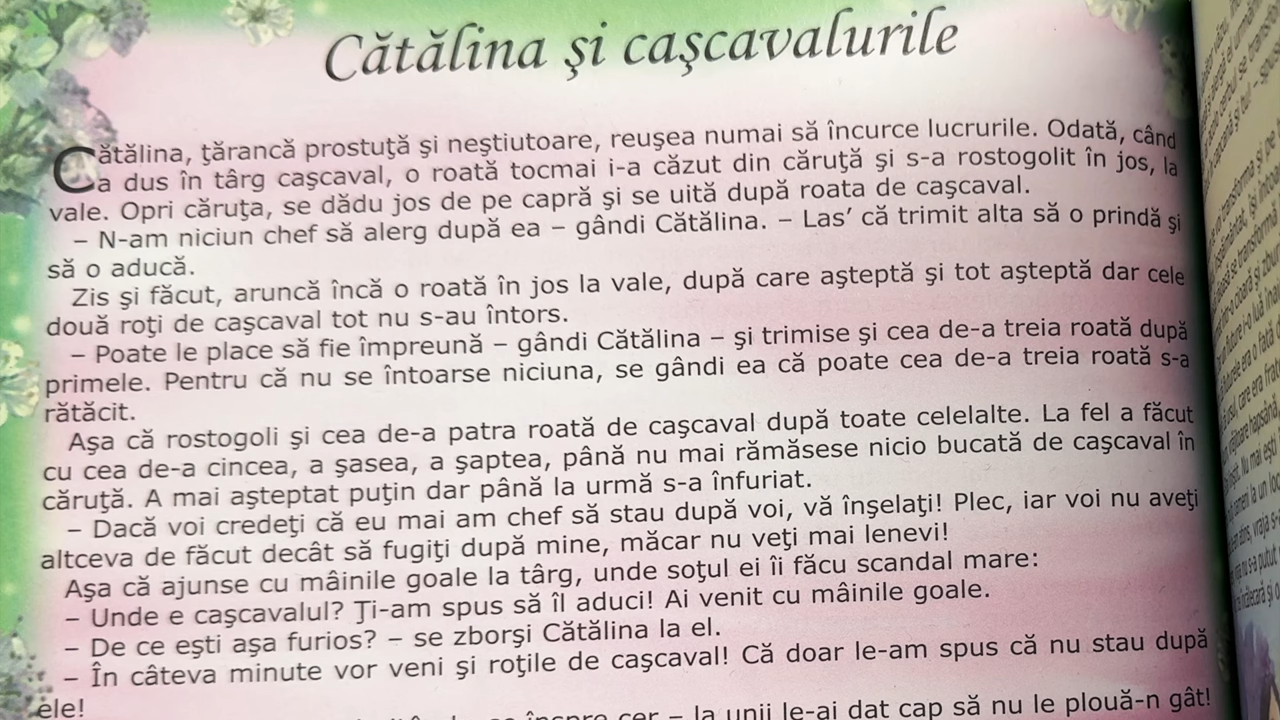 Cătălina şi caşcavalurile
Cătălina, ţărancă prostuţă şi neştiutoare, reuşea numai să încurce lucrurile. Odată, când
a dus în târg caşcaval, o roată tocmai i-a căzut din căruţă şi s-a rostogolit în jos, la
vale. Opri căruţa, se dădu jos de pe capră şi se uită după roata de caşcaval.
– N-am niciun chef să alerg după ea – gândi Cătălina. – Las' că trimit alta să o prindă şi
să o aducă.
Zis şi făcut, aruncă încă o roată în jos la vale, după care aşteptă şi tot aşteptă dar cele
două roţi de caşcaval tot nu s-au întors.
– Poate le place să fie împreună – gândi Cătălina – şi trimise şi cea de-a treia roată după
primele. Pentru că nu se întoarse niciuna, se gândi ea că poate cea de-a treia roată s-a
rătăcit.
Aşa că rostogoli şi cea de-a patra roată de caşcaval după toate celelalte. La fel a făcut
cu cea de-a cincea, a şasea, a şaptea, până nu mai rămăsese nicio bucată de caşcaval în
căruţă. A mai aşteptat puţin dar până la urmă s-a înfuriat.
– Dacă voi credeţi că eu mai am chef să stau după voi, vă înşelaţi! Plec, iar voi nu aveţi
altceva de făcut decât să fugiţi după mine, măcar nu veţi mai lenevi!
Aşa că ajunse cu mâinile goale la târg, unde soţul ei îi făcu scandal mare:
– Unde e caşcavalul? Ţi-am spus să îl aduci! Ai venit cu mâinile goale.
– De ce eşti aşa furios? – se zborşi Cătălina la el.
– În câteva minute vor veni şi roţile de caşcaval! Că doar le-am spus că nu stau după
ele!
cer – la unii le-ai dat cap să nu le plouă-n gât!